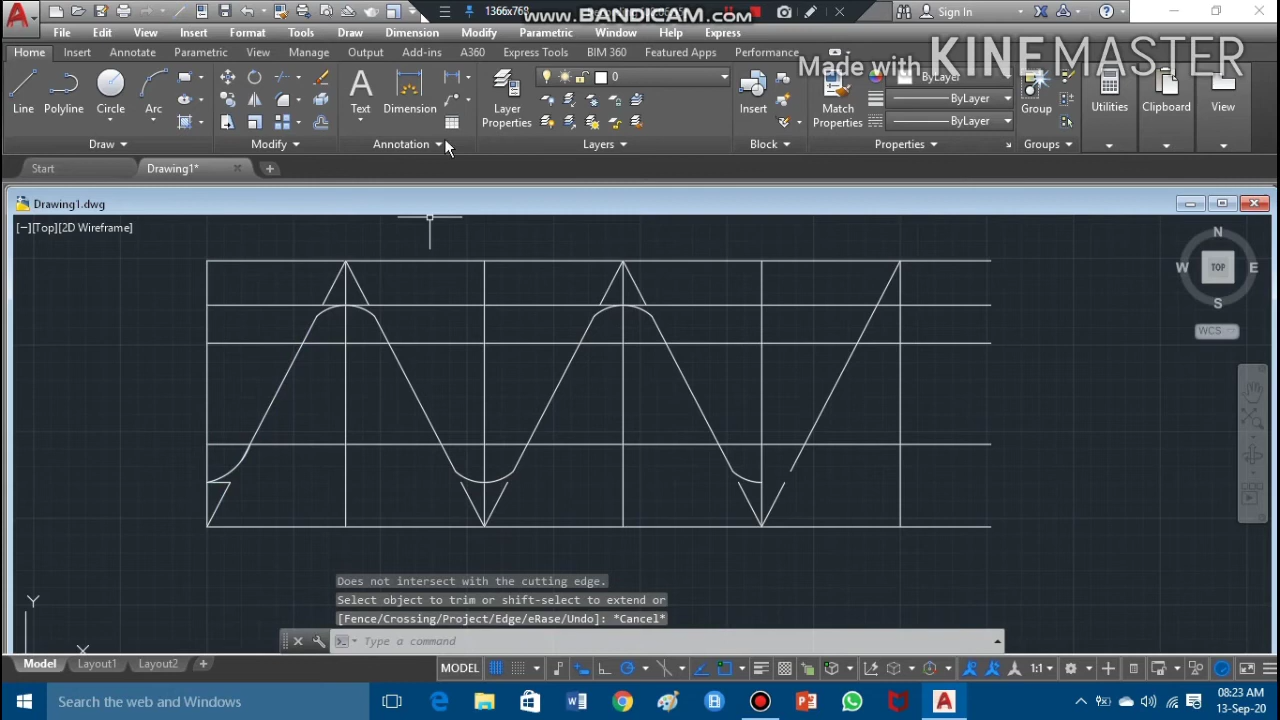 1366x768
www.BANDICAM.com
Sign In
File Edit View Insert Format Tools Draw Dimension Modify Parametric Window Help Express
Home Insert Annotate Parametric View Manage Output Add-ins A360 Express Tools BIM 360 Featured Apps Performance
Made with KINEMASTER
0
ByLayer
ByLayer
ByLayer
Line Polyline Circle Arc Text Dimension Layer Properties Insert Match Properties Group Utilities Clipboard View
Draw Modify Annotation Layers Block Properties Groups
Start Drawing1*
Drawing1.dwg
[−][Top][2D Wireframe]
N
W TOP E
S
WCS
Does not intersect with the cutting edge.
Select object to trim or shift-select to extend or
[Fence/Crossing/Project/Edge/eRase/Undo]: *Cancel*
Y
X
Type a command
Model Layout1 Layout2 MODEL 1:1
Search the web and Windows
08:23 AM
13-Sep-20